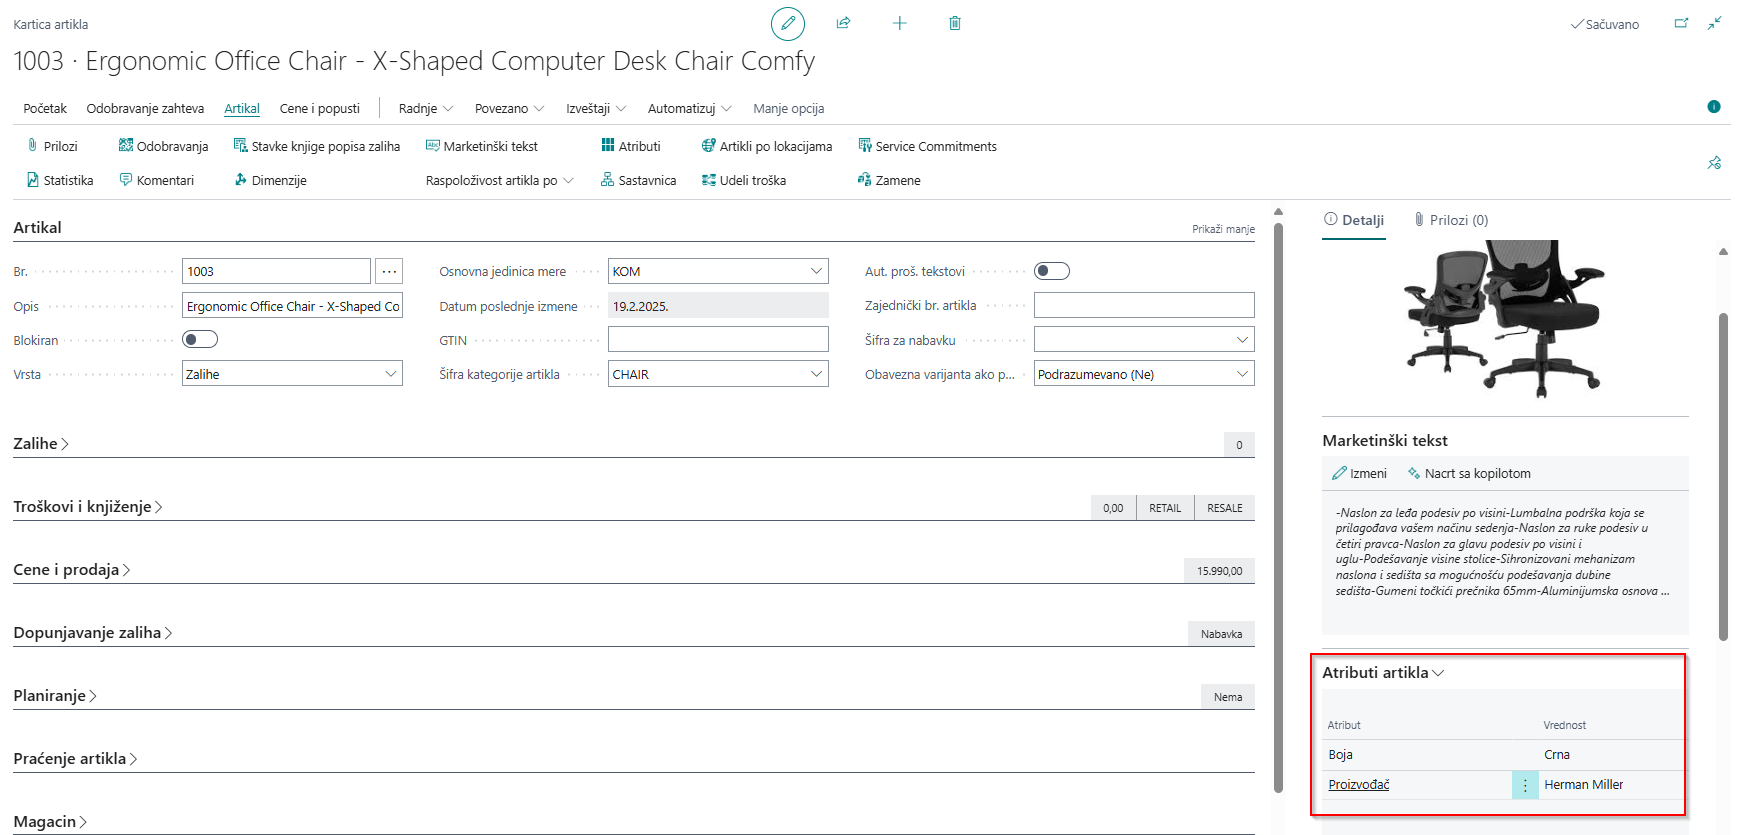 Kartica artikla
Sačuvano
1003 · Ergonomic Office Chair - X-Shaped Computer Desk Chair Comfy
Početak Odobravanje zahteva Artikal Cene i popusti Radnje Povezano Izveštaji Automatizuj Manje opcija
Prilozi Odobravanja Stavke knjige popisa zaliha Marketinški tekst Atributi Artikli po lokacijama Service Commitments
Statistika Komentari Dimenzije Raspoloživost artikla po Sastavnica Udeli troška Zamene
Artikal
Prikaži manje
Br. 1003 ...
Osnovna jedinica mere KOM
Aut. proš. tekstovi
Opis Ergonomic Office Chair - X-Shaped Co
Datum poslednje izmene 19.2.2025.
Zajednički br. artikla
Blokiran
GTIN
Šifra za nabavku
Vrsta Zalihe
Šifra kategorije artikla CHAIR
Obavezna varijanta ako p... Podrazumevano (Ne)
Zalihe 0
Troškovi i knjiženje 0,00 RETAIL RESALE
Cene i prodaja 15.990,00
Dopunjavanje zaliha Nabavka
Planiranje Nema
Praćenje artikla
Magacin
Detalji Prilozi (0)
Marketinški tekst
Izmeni Nacrt sa kopilotom
-Naslon za leđa podesiv po visini-Lumbalna podrška koja se
prilagođava vašem načinu sedenja-Naslon za ruke podesiv u
četiri pravca-Naslon za glavu podesiv po visini i
uglu-Podešavanje visine stolice-Sihronizovani mehanizam
naslona i sedišta sa mogućnošću podešavanja dubine
sedišta-Gumeni točkići prečnika 65mm-Aluminijumska osnova ...
Atributi artikla
Atribut Vrednost
Boja Crna
Proizvođač Herman Miller